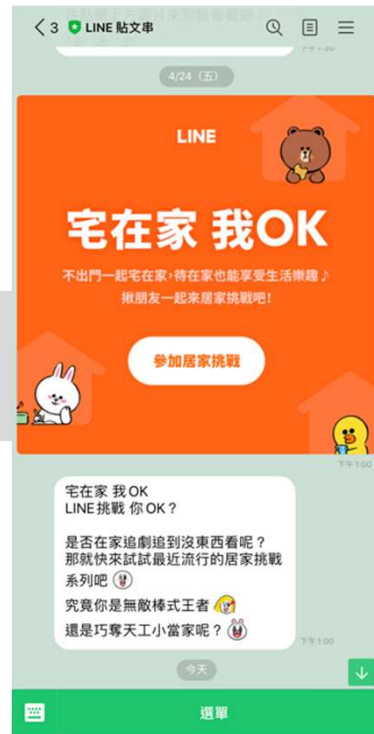 3 LINE 貼文串
下午1:30
4/24（五）
LINE
宅在家 我OK
不出門一起宅在家，待在家也能享受生活樂趣♪
揪朋友一起來居家挑戰吧！
參加居家挑戰
下午1:00
宅在家 我OK
LINE挑戰 你OK？
是否在家追劇追到沒東西看呢？
那就快來試試最近流行的居家挑戰
系列吧
究竟你是無敵棒式王者
還是巧奪天工小當家呢？
下午1:00
今天
選單